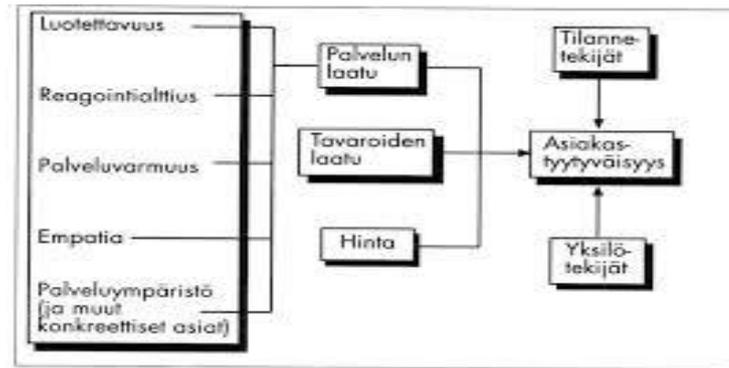 Luotettavuus
Reagointialttius
Palveluvarmuus
Empatia
Palveluympäristö
(ja muut
konkreettiset asiat)
Palvelun
laatu
Tavaroiden
laatu
Hinta
Tilanne-
tekijät
Asiakas-
tyytyväisyys
Yksilö-
tekijät